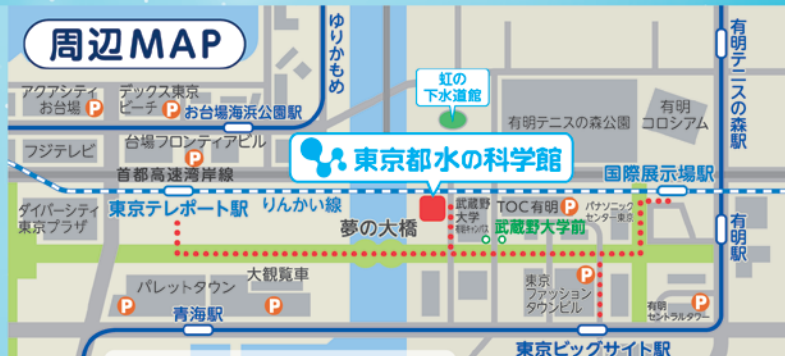 周辺MAP
ゆりかもめ
有明テニスの森駅
アクアシティ
お台場 P
デックス東京
ビーチ P
お台場海浜公園駅
虹の
下水道館
有明テニスの森公園
有明
コロシアム
フジテレビ
台場フロンティアビル
P
東京都水の科学館
首都高速湾岸線
国際展示場駅
ダイバーシティ
東京プラザ
東京テレポート駅
りんかい線
夢の大橋
武蔵野
大学
有明キャンパス
TOC有明 P
パナソニック
センター東京
武蔵野大学前
有明駅
パレットタウン
P
大観覧車
P
東京
ファッション
タウンビル
P
有明
セントラルタワー
P
青海駅
東京ビッグサイト駅